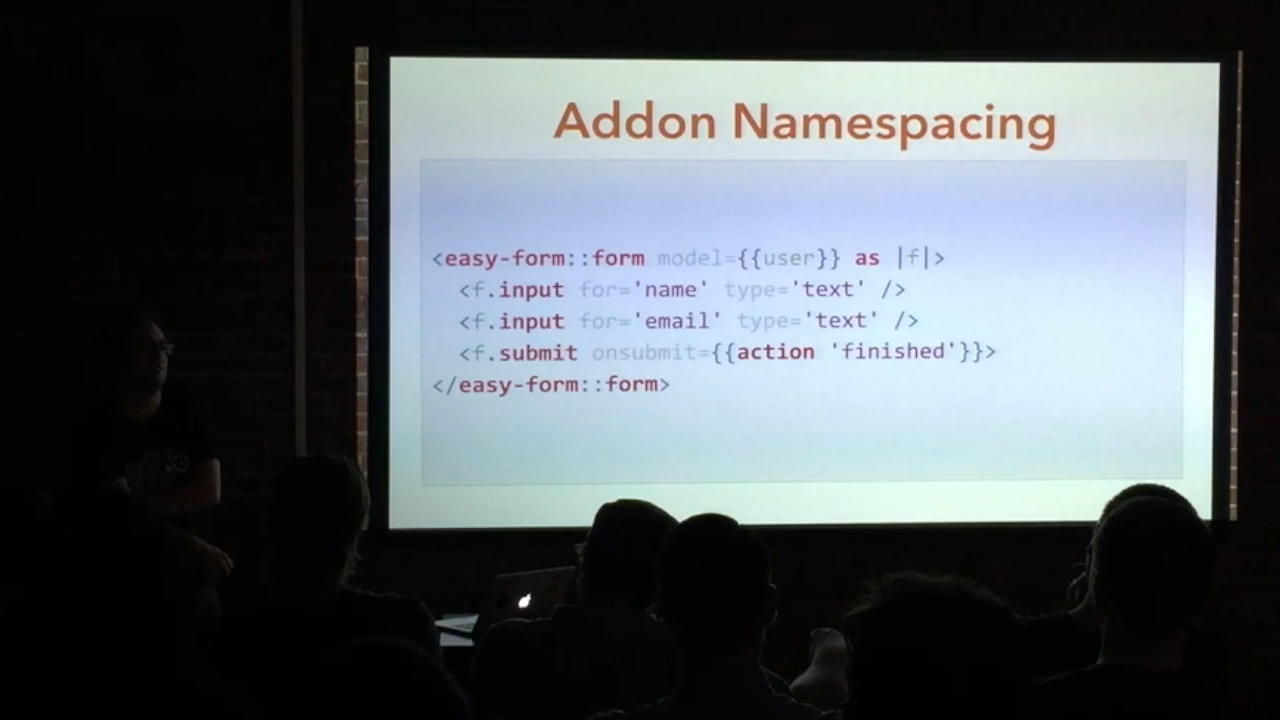 Addon Namespacing
<easy-form::form model={{user}} as |f|>
<f.input for='name' type='text' />
<f.input for='email' type='text' />
<f.submit onsubmit={{action 'finished'}}>
</easy-form::form>